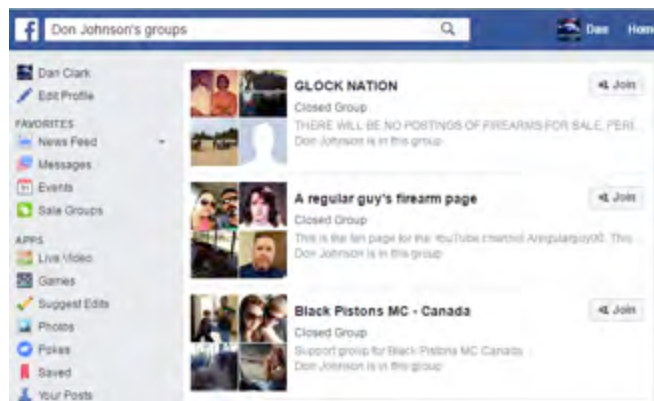 f Don Johnson's groups
Dan Home
Dan Clark
Edit Profile
FAVORITES
News Feed
Messages
Events
Sale Groups
APPS
Live Video
Games
Suggest Edits
Photos
Pokes
Saved
Your Posts
GLOCK NATION
Join
Closed Group
THERE WILL BE NO POSTINGS OF FIREARMS FOR SALE, PERI...
Don Johnson is in this group
A regular guy's firearm page
Join
Closed Group
This is the fan page for the YouTube channel Aregularguy00. This ...
Don Johnson is in this group
Black Pistons MC - Canada
Join
Closed Group
Support group for Black Pistons MC Canada
Don Johnson is in this group